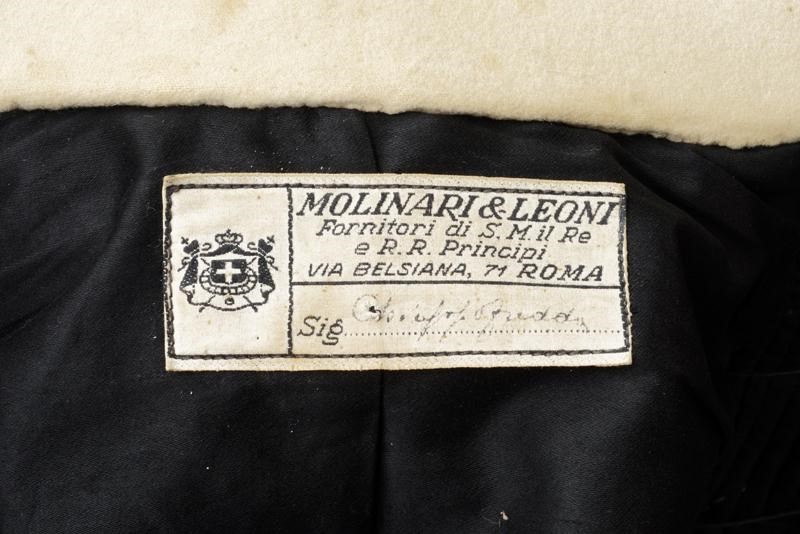 MOLINARI & LEONI
Fornitori di S. M. il Re
e R. R. Principi
VIA BELSIANA, 71 ROMA
Sig